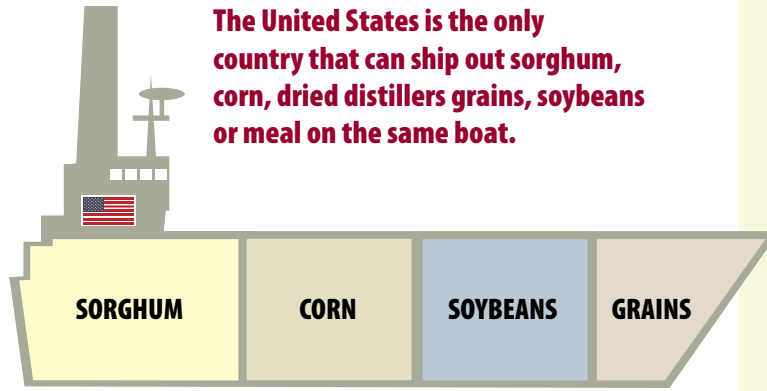 The United States is the only
country that can ship out sorghum,
corn, dried distillers grains, soybeans
or meal on the same boat.
SORGHUM CORN SOYBEANS GRAINS